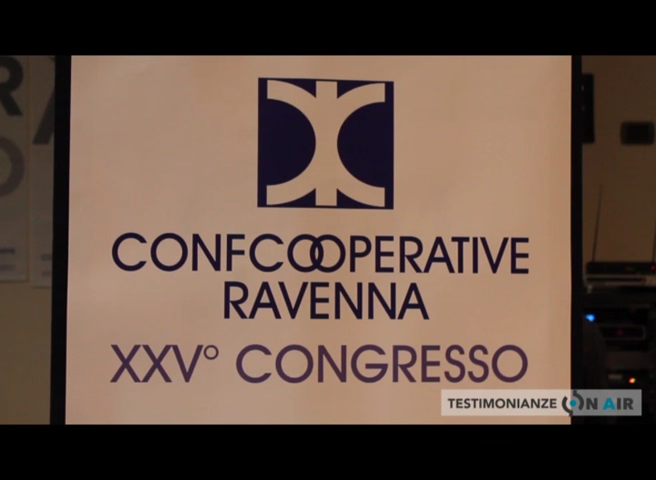 CONFCOOPERATIVE
RAVENNA
XXV° CONGRESSO
TESTIMONIANZE ON AIR